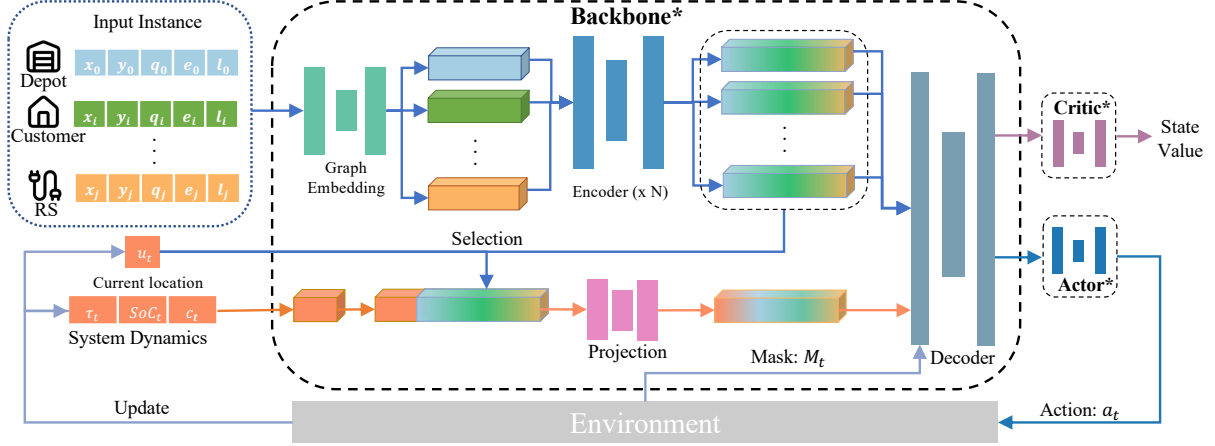 Input Instance
Backbone*
Depot
x₀ y₀ q₀ e₀ l₀
Customer
xᵢ yᵢ qᵢ eᵢ lᵢ
RS
xⱼ yⱼ qⱼ eⱼ lⱼ
Graph
Embedding
Encoder (x N)
Critic*
State
Value
Selection
uₜ
Current location
τₜ SoCₜ cₜ
System Dynamics
Actor*
Projection
Mask: Mₜ
Decoder
Update
Environment
Action: aₜ